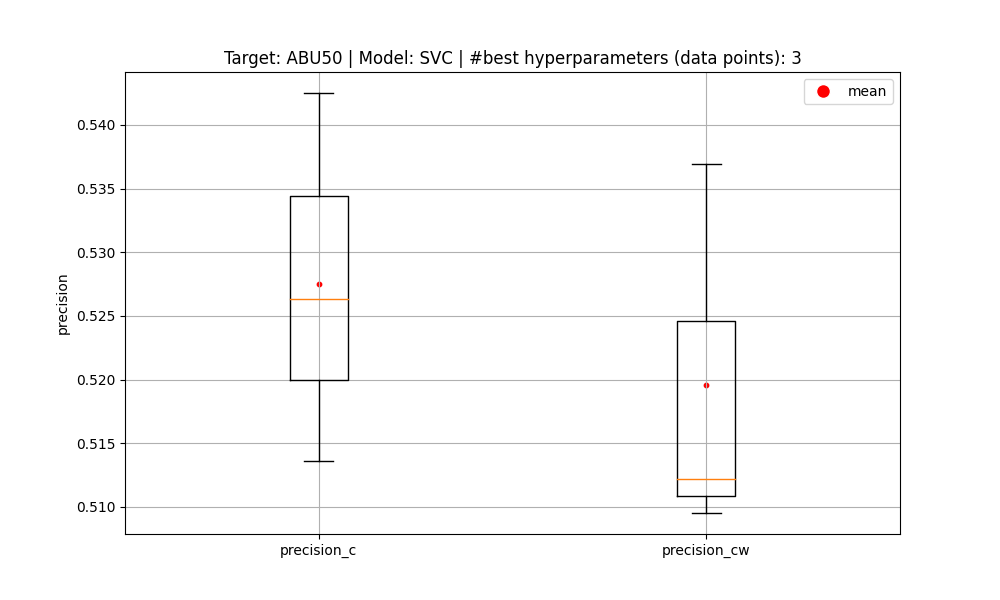 Target: ABU50 | Model: SVC | #best hyperparameters (data points): 3
mean
0.540
0.535
0.530
0.525
0.520
0.515
0.510
precision
precision_c
precision_cw